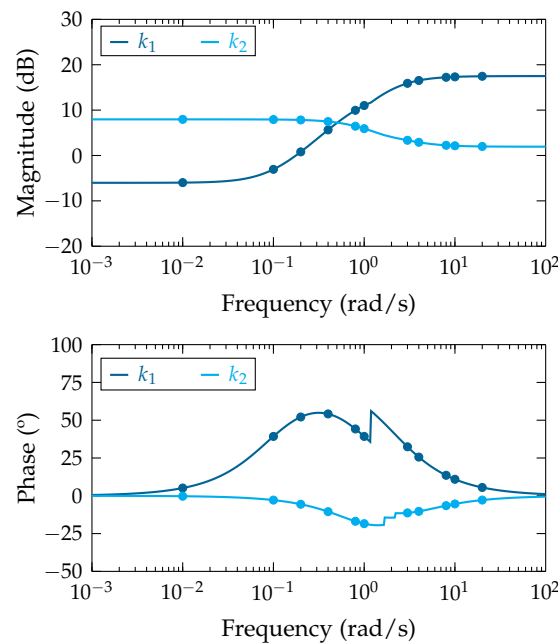 k₁ k₂
Magnitude (dB)
30
20
10
0
−10
−20
10⁻³ 10⁻² 10⁻¹ 10⁰ 10¹ 10²
Frequency (rad/s)
k₁ k₂
Phase (º)
100
75
50
25
0
−25
−50
10⁻³ 10⁻² 10⁻¹ 10⁰ 10¹ 10²
Frequency (rad/s)